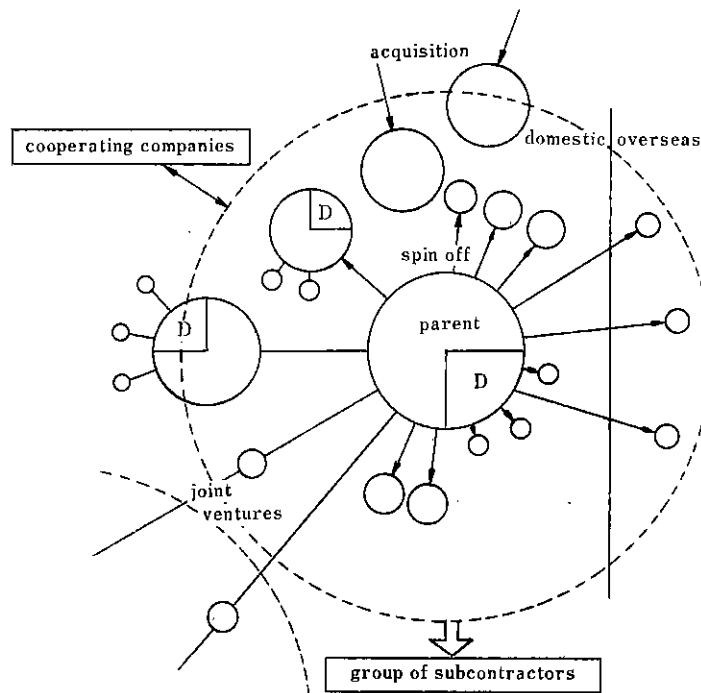 acquisition
domestic overseas
cooperating companies
D
spin off
D
parent
D
joint
ventures
group of subcontractors